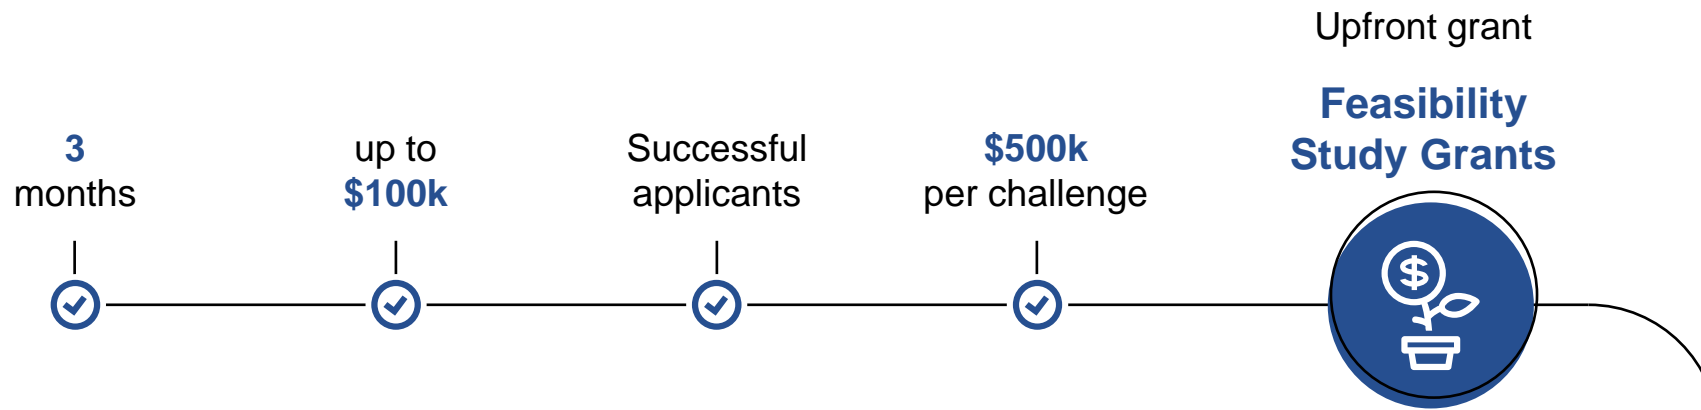 Upfront grant
Feasibility
Study Grants
3
months
up to
$100k
Successful
applicants
$500k
per challenge